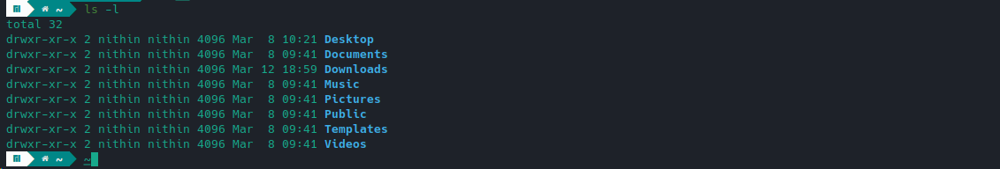 ~ ls -l
total 32
drwxr-xr-x 2 nithin nithin 4096 Mar  8 10:21 Desktop
drwxr-xr-x 2 nithin nithin 4096 Mar  8 09:41 Documents
drwxr-xr-x 2 nithin nithin 4096 Mar 12 18:59 Downloads
drwxr-xr-x 2 nithin nithin 4096 Mar  8 09:41 Music
drwxr-xr-x 2 nithin nithin 4096 Mar  8 09:41 Pictures
drwxr-xr-x 2 nithin nithin 4096 Mar  8 09:41 Public
drwxr-xr-x 2 nithin nithin 4096 Mar  8 09:41 Templates
drwxr-xr-x 2 nithin nithin 4096 Mar  8 09:41 Videos
~ ~